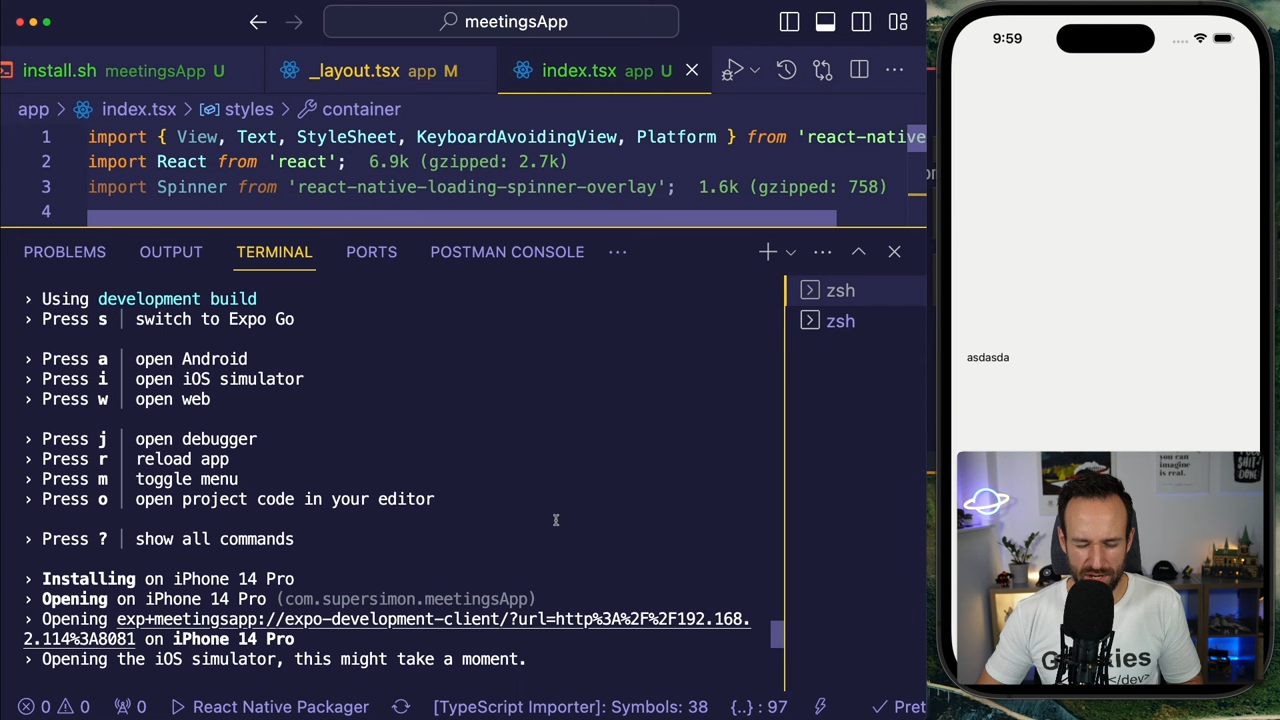 meetingsApp
install.sh meetingsApp U
_layout.tsx app M
index.tsx app U
app > index.tsx > styles > container
1 import { View, Text, StyleSheet, KeyboardAvoidingView, Platform } from 'react-native
2 import React from 'react'; 6.9k (gzipped: 2.7k)
3 import Spinner from 'react-native-loading-spinner-overlay'; 1.6k (gzipped: 758)
4
PROBLEMS OUTPUT TERMINAL PORTS POSTMAN CONSOLE ...
zsh
zsh
› Using development build
› Press s │ switch to Expo Go
› Press a │ open Android
› Press i │ open iOS simulator
› Press w │ open web
› Press j │ open debugger
› Press r │ reload app
› Press m │ toggle menu
› Press o │ open project code in your editor
› Press ? │ show all commands
› Installing on iPhone 14 Pro
› Opening on iPhone 14 Pro (com.supersimon.meetingsApp)
› Opening exp+meetingsapp://expo-development-client/?url=http%3A%2F%2F192.168.
2.114%3A8081 on iPhone 14 Pro
› Opening the iOS simulator, this might take a moment.
0 0 0 React Native Packager [TypeScript Importer]: Symbols: 38 {..} : 97 Pret
9:59
asdasda
you can
imagine is
real.